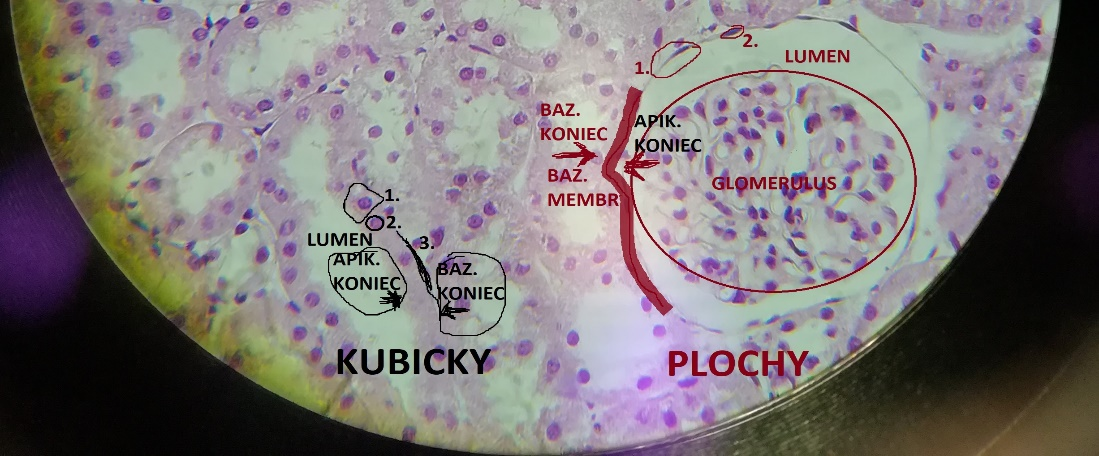 2.
LUMEN
1.
BAZ.
KONIEC
APIK.
KONIEC
BAZ.
MEMBR
GLOMERULUS
1.
2.
LUMEN
3.
APIK.
KONIEC
BAZ.
KONIEC
KUBICKY
PLOCHY